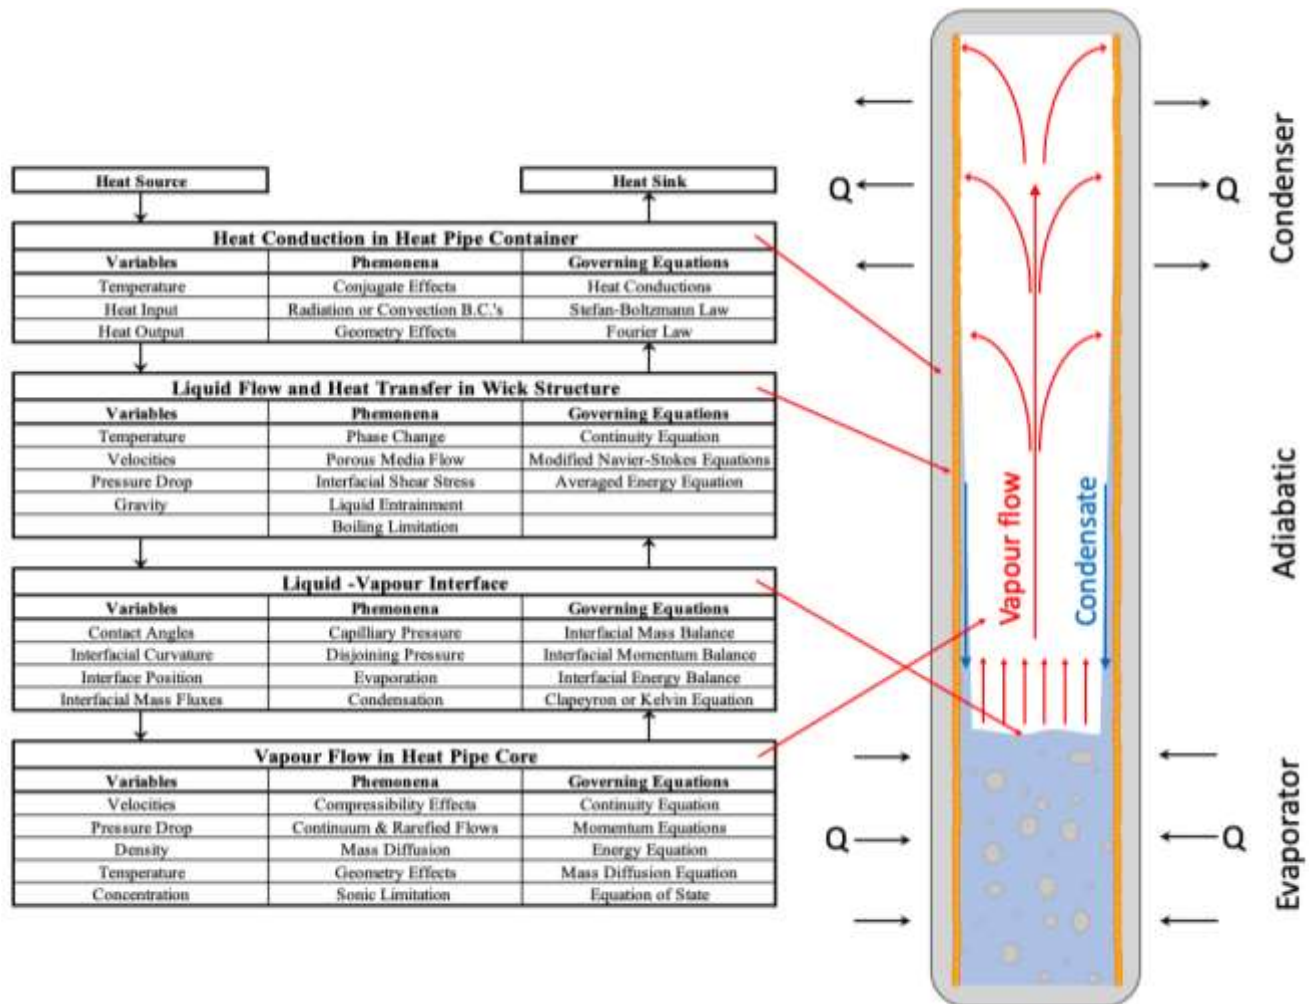 Heat Source
Heat Sink
Heat Conduction in Heat Pipe Container
Variables Phemonena Governing Equations
Temperature Conjugate Effects Heat Conductions
Heat Input Radiation or Convection B.C.'s Stefan-Boltzmann Law
Heat Output Geometry Effects Fourier Law
Liquid Flow and Heat Transfer in Wick Structure
Variables Phemonena Governing Equations
Temperature Phase Change Continuity Equation
Velocities Porous Media Flow Modified Navier-Stokes Equations
Pressure Drop Interfacial Shear Stress Averaged Energy Equation
Gravity Liquid Entrainment
Boiling Limitation
Liquid -Vapour Interface
Variables Phemonena Governing Equations
Contact Angles Capilliary Pressure Interfacial Mass Balance
Interfacial Curvature Disjoining Pressure Interfacial Momentum Balance
Interface Position Evaporation Interfacial Energy Balance
Interfacial Mass Fluxes Condensation Clapeyron or Kelvin Equation
Vapour Flow in Heat Pipe Core
Variables Phemonena Governing Equations
Velocities Compressibility Effects Continuity Equation
Pressure Drop Continuum & Rarefied Flows Momentum Equations
Density Mass Diffusion Energy Equation
Temperature Geometry Effects Mass Diffusion Equation
Concentration Sonic Limitation Equation of State
Q
Q
Condenser
Vapour flow
Condensate
Adiabatic
Q
Q
Evaporator